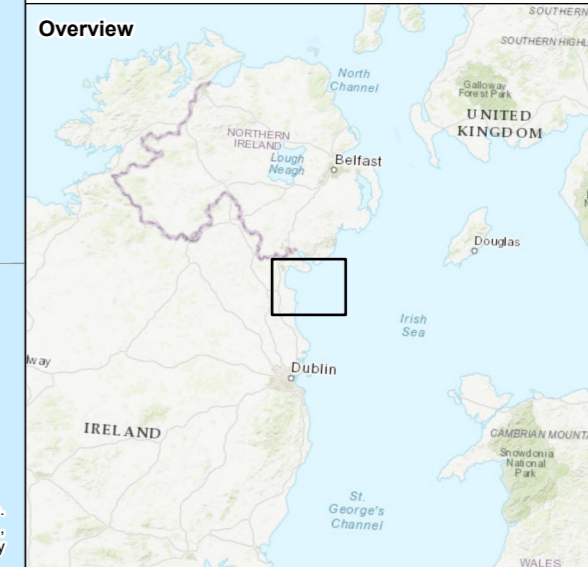 Overview
SOUTHERN
SOUTHERN HIGHL
North
Channel
Galloway
Forest Park
UNITED
KINGDOM
NORTHERN
IRELAND
Lough
Neagh
Belfast
Douglas
Irish
Sea
way
Dublin
IRELAND
CAMBRIAN MOUNTA
Snowdonia
National
Park
St.
George's
Channel
WALES